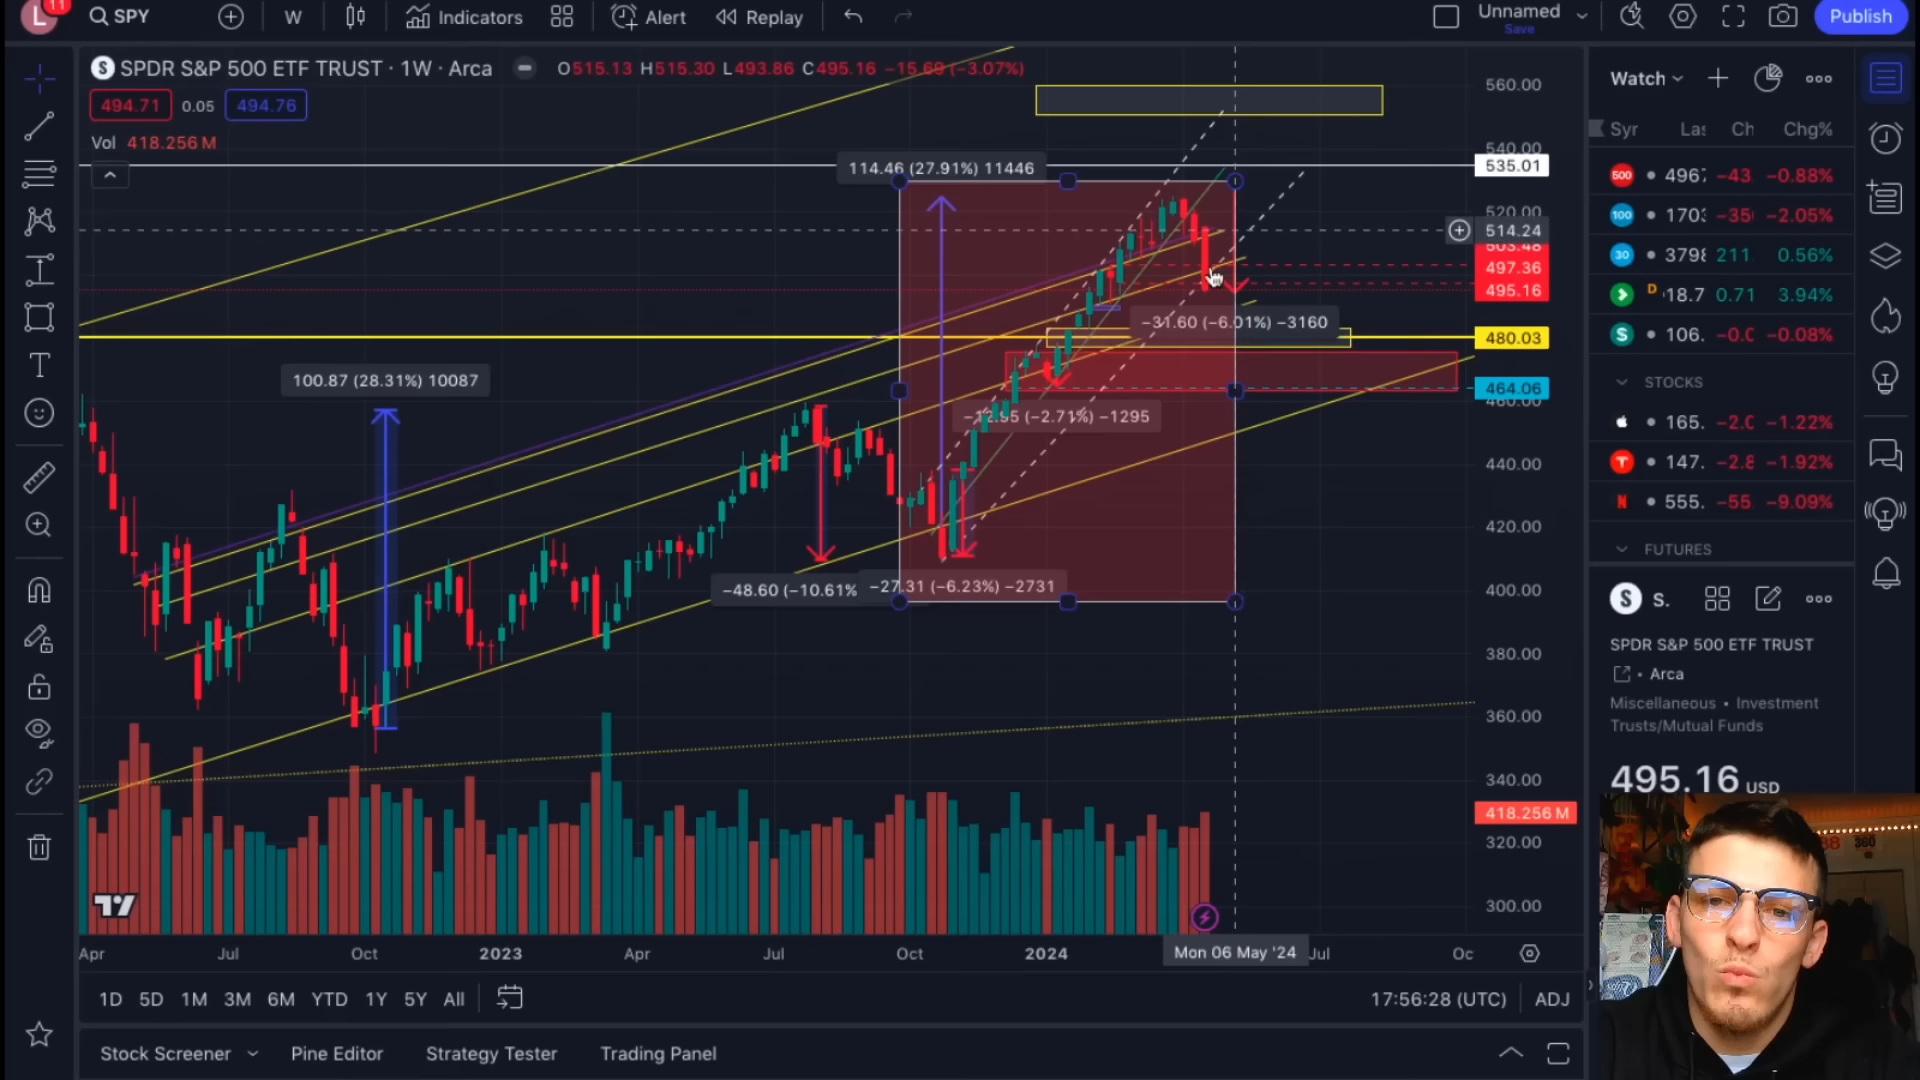 L 11 SPY W Indicators Alert Replay Unnamed Save Publish
S SPDR S&P 500 ETF TRUST · 1W · Arca O515.13 H515.30 L493.86 C495.16 −15.69 (−3.07%)
494.71 0.05 494.76
Vol 418.256 M
114.46 (27.91%) 11446
100.87 (28.31%) 10087
−31.60 (−6.01%) −3160
−12.95 (−2.71%) −1295
−48.60 (−10.61%
−27.31 (−6.23%) −2731
560.00
540.00
535.01
520.00
514.24
503.48
497.36
495.16
480.03
464.06
460.00
440.00
420.00
400.00
380.00
360.00
340.00
418.256 M
320.00
300.00
Apr Jul Oct 2023 Apr Jul Oct 2024 Mon 06 May '24 Jul Oc
1D 5D 1M 3M 6M YTD 1Y 5Y All 17:56:28 (UTC) ADJ
Stock Screener Pine Editor Strategy Tester Trading Panel
Watch
Syr Las Ch Chg%
500 4967 −43 −0.88%
100 1703 −35 −2.05%
30 3798 211. 0.56%
D 18.7 0.71 3.94%
S 106. −0.0 −0.08%
STOCKS
165. −2.0 −1.22%
T 147. −2.8 −1.92%
N 555. −55 −9.09%
FUTURES
S S.
SPDR S&P 500 ETF TRUST
Arca
Miscellaneous • Investment
Trusts/Mutual Funds
495.16 USD
360